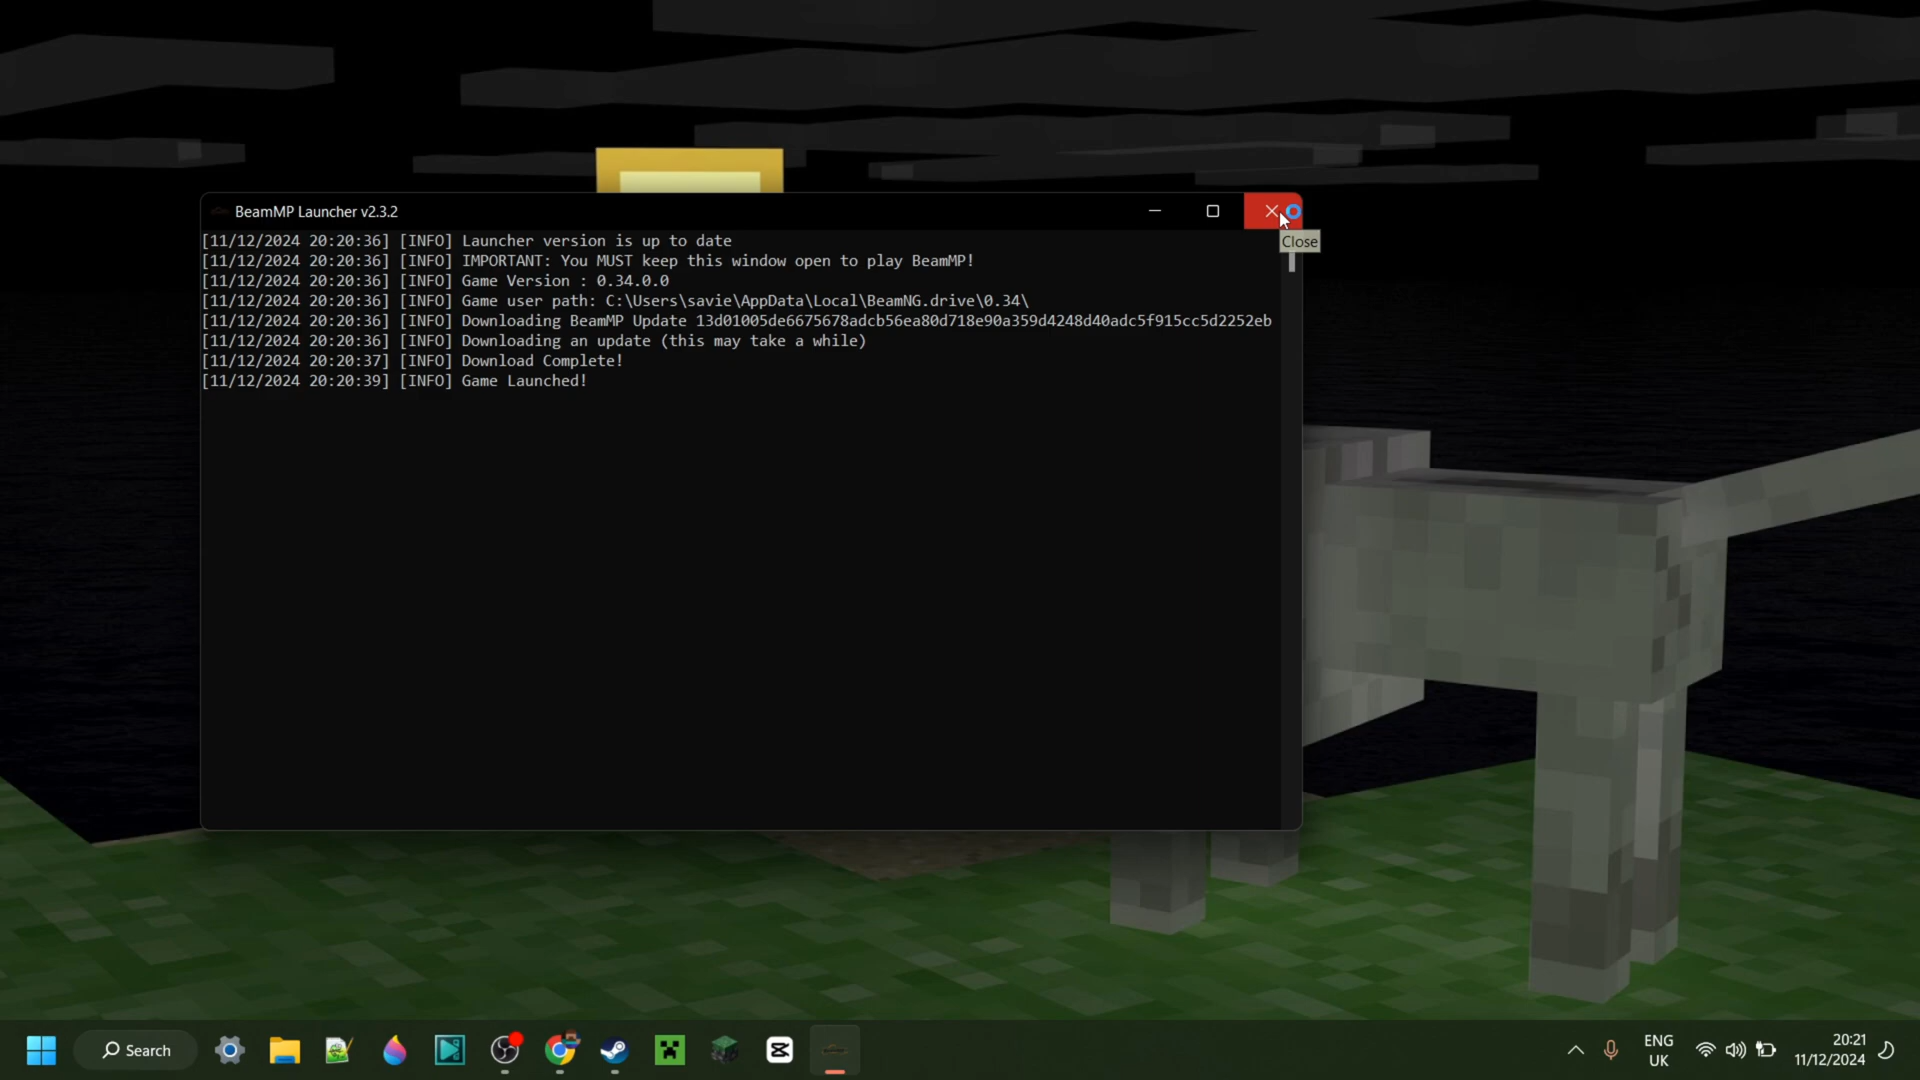 BeamMP Launcher v2.3.2
[11/12/2024 20:20:36] [INFO] Launcher version is up to date
Close
[11/12/2024 20:20:36] [INFO] IMPORTANT: You MUST keep this window open to play BeamMP!
[11/12/2024 20:20:36] [INFO] Game Version : 0.34.0.0
[11/12/2024 20:20:36] [INFO] Game user path: C:\Users\savie\AppData\Local\BeamNG.drive\0.34\
[11/12/2024 20:20:36] [INFO] Downloading BeamMP Update 13d01005de6675678adcb56ea80d718e90a359d4248d40adc5f915cc5d2252eb
[11/12/2024 20:20:36] [INFO] Downloading an update (this may take a while)
[11/12/2024 20:20:37] [INFO] Download Complete!
[11/12/2024 20:20:39] [INFO] Game Launched!
Search
ENG
UK
20:21
11/12/2024